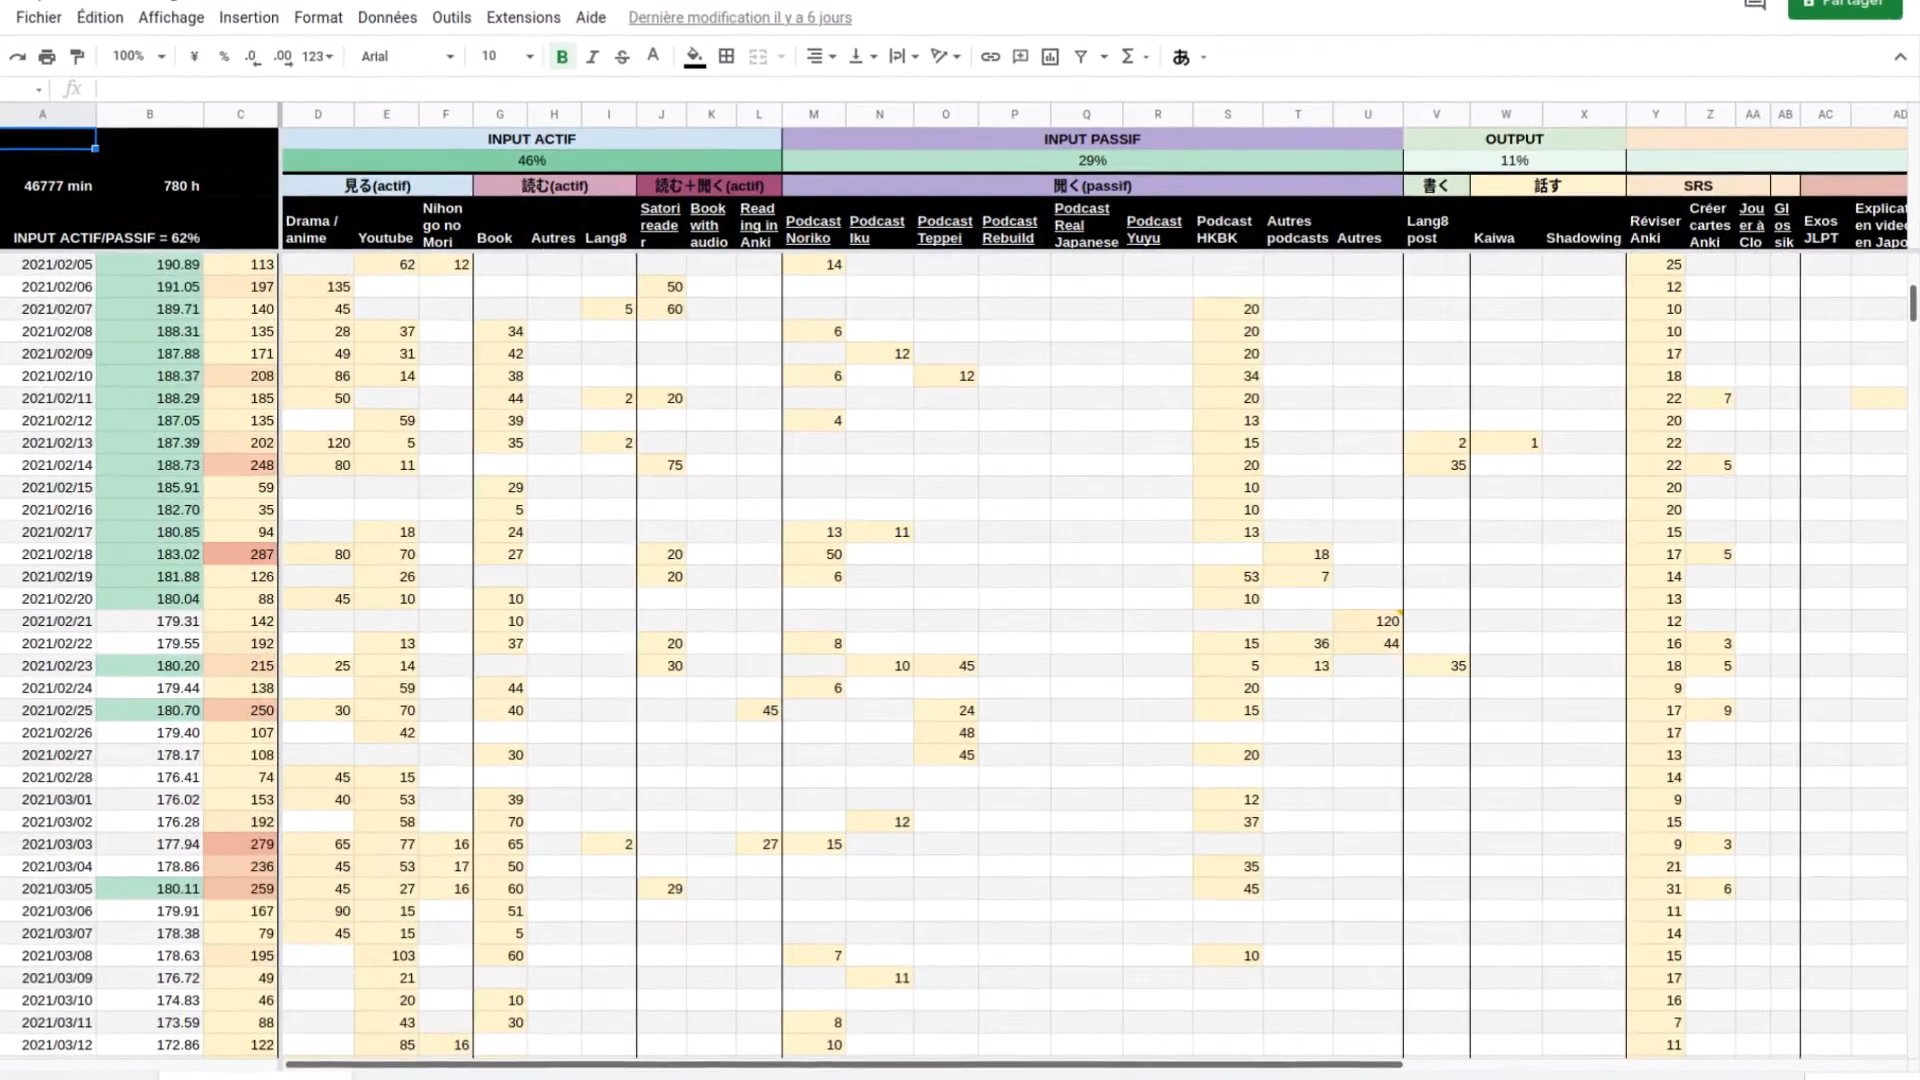 Partager
Fichier Édition Affichage Insertion Format Données Outils Extensions Aide Dernière modification il y a 6 jours
100% ¥ % .0 .00 123 Arial 10 B I S A Σ あ
fx
A B C D E F G H I J K L M N O P Q R S T U V W X Y Z AA AB AC AD
INPUT ACTIF INPUT PASSIF OUTPUT
46% 29% 11%
46777 min 780 h 見る(actif) 読む(actif) 読む＋聞く(actif) 聞く(passif) 書く 話す SRS
INPUT ACTIF/PASSIF = 62% Drama / anime Youtube Nihon go no Mori Book Autres Lang8 Satori reade r Book with audio Read ing in Anki Podcast Noriko Podcast Iku Podcast Teppei Podcast Rebuild Podcast Real Japanese Podcast Yuyu Podcast HKBK Autres podcasts Autres Lang8 post Kaiwa Shadowing Réviser Anki Créer cartes Anki Jou er à Clo Gl os sik Exos JLPT Explicat en video en Japo
2021/02/05 190.89 113 62 12 14 25
2021/02/06 191.05 197 135 50 12
2021/02/07 189.71 140 45 5 60 20 10
2021/02/08 188.31 135 28 37 34 6 20 10
2021/02/09 187.88 171 49 31 42 12 20 17
2021/02/10 188.37 208 86 14 38 6 12 34 18
2021/02/11 188.29 185 50 44 2 20 20 22 7
2021/02/12 187.05 135 59 39 4 13 20
2021/02/13 187.39 202 120 5 35 2 15 2 1 22
2021/02/14 188.73 248 80 11 75 20 35 22 5
2021/02/15 185.91 59 29 10 20
2021/02/16 182.70 35 5 10 20
2021/02/17 180.85 94 18 24 13 11 13 15
2021/02/18 183.02 287 80 70 27 20 50 18 17 5
2021/02/19 181.88 126 26 20 6 53 7 14
2021/02/20 180.04 88 45 10 10 10 13
2021/02/21 179.31 142 10 120 12
2021/02/22 179.55 192 13 37 20 8 15 36 44 16 3
2021/02/23 180.20 215 25 14 30 10 45 5 13 35 18 5
2021/02/24 179.44 138 59 44 6 20 9
2021/02/25 180.70 250 30 70 40 45 24 15 17 9
2021/02/26 179.40 107 42 48 17
2021/02/27 178.17 108 30 45 20 13
2021/02/28 176.41 74 45 15 14
2021/03/01 176.02 153 40 53 39 12 9
2021/03/02 176.28 192 58 70 12 37 15
2021/03/03 177.94 279 65 77 16 65 2 27 15 9 3
2021/03/04 178.86 236 45 53 17 50 35 21
2021/03/05 180.11 259 45 27 16 60 29 45 31 6
2021/03/06 179.91 167 90 15 51 11
2021/03/07 178.38 79 45 15 5 14
2021/03/08 178.63 195 103 60 7 10 15
2021/03/09 176.72 49 21 11 17
2021/03/10 174.83 46 20 10 16
2021/03/11 173.59 88 43 30 8 7
2021/03/12 172.86 122 85 16 10 11